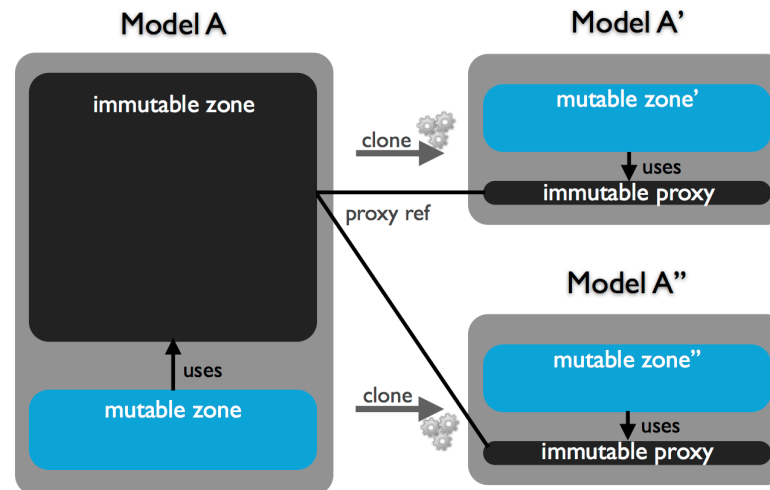 Model A
immutable zone
uses
mutable zone
clone
proxy ref
clone
Model A'
mutable zone'
uses
immutable proxy
Model A"
mutable zone"
uses
immutable proxy